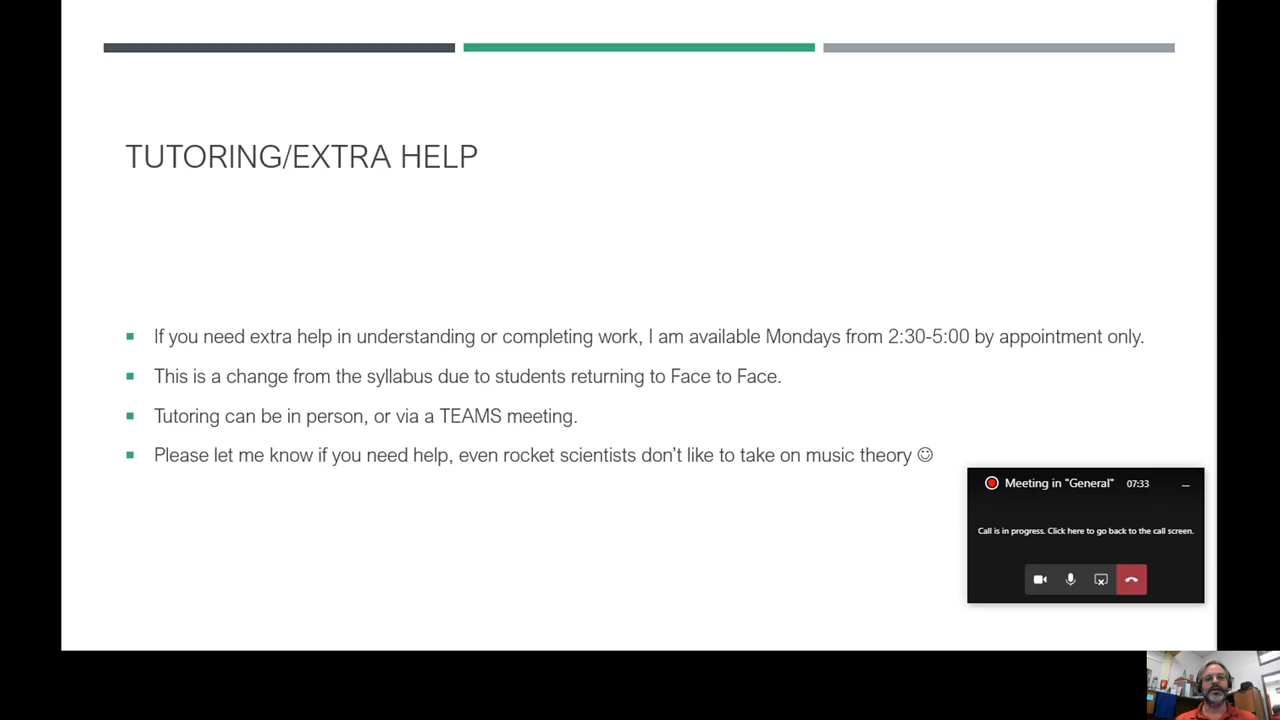 TUTORING/EXTRA HELP
If you need extra help in understanding or completing work, I am available Mondays from 2:30-5:00 by appointment only.
This is a change from the syllabus due to students returning to Face to Face.
Tutoring can be in person, or via a TEAMS meeting.
Please let me know if you need help, even rocket scientists don’t like to take on music theory ☺
Meeting in "General" 07:33
Call is in progress. Click here to go back to the call screen.